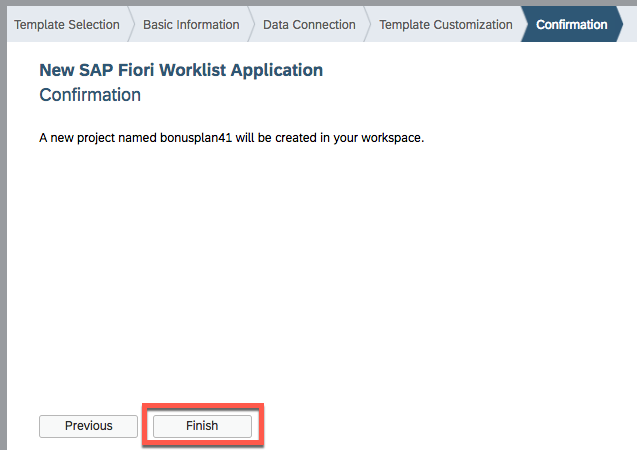 Template Selection Basic Information Data Connection Template Customization Confirmation
New SAP Fiori Worklist Application
Confirmation
A new project named bonusplan41 will be created in your workspace.
Previous Finish